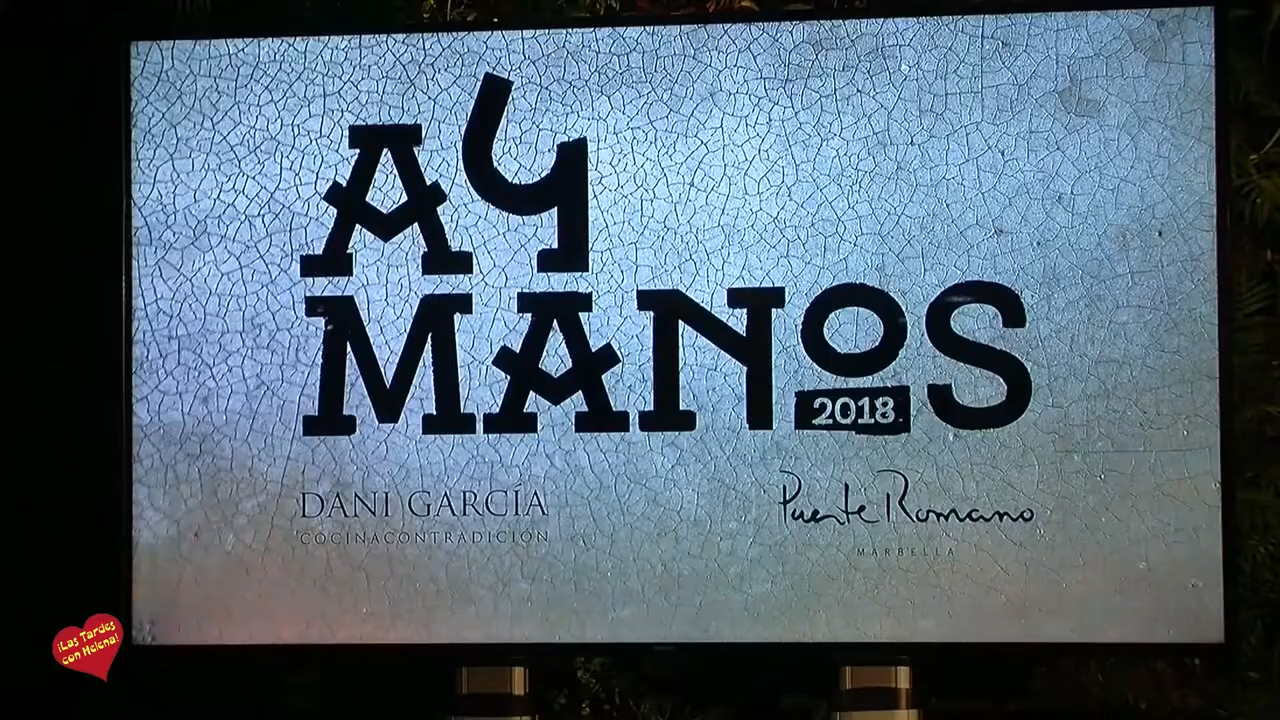 A4
MANOS
2018
DANI GARCÍA
COCINACONTRADICIÓN
Puente Romano
MARBELLA
¡Las Tardes
con Helena!